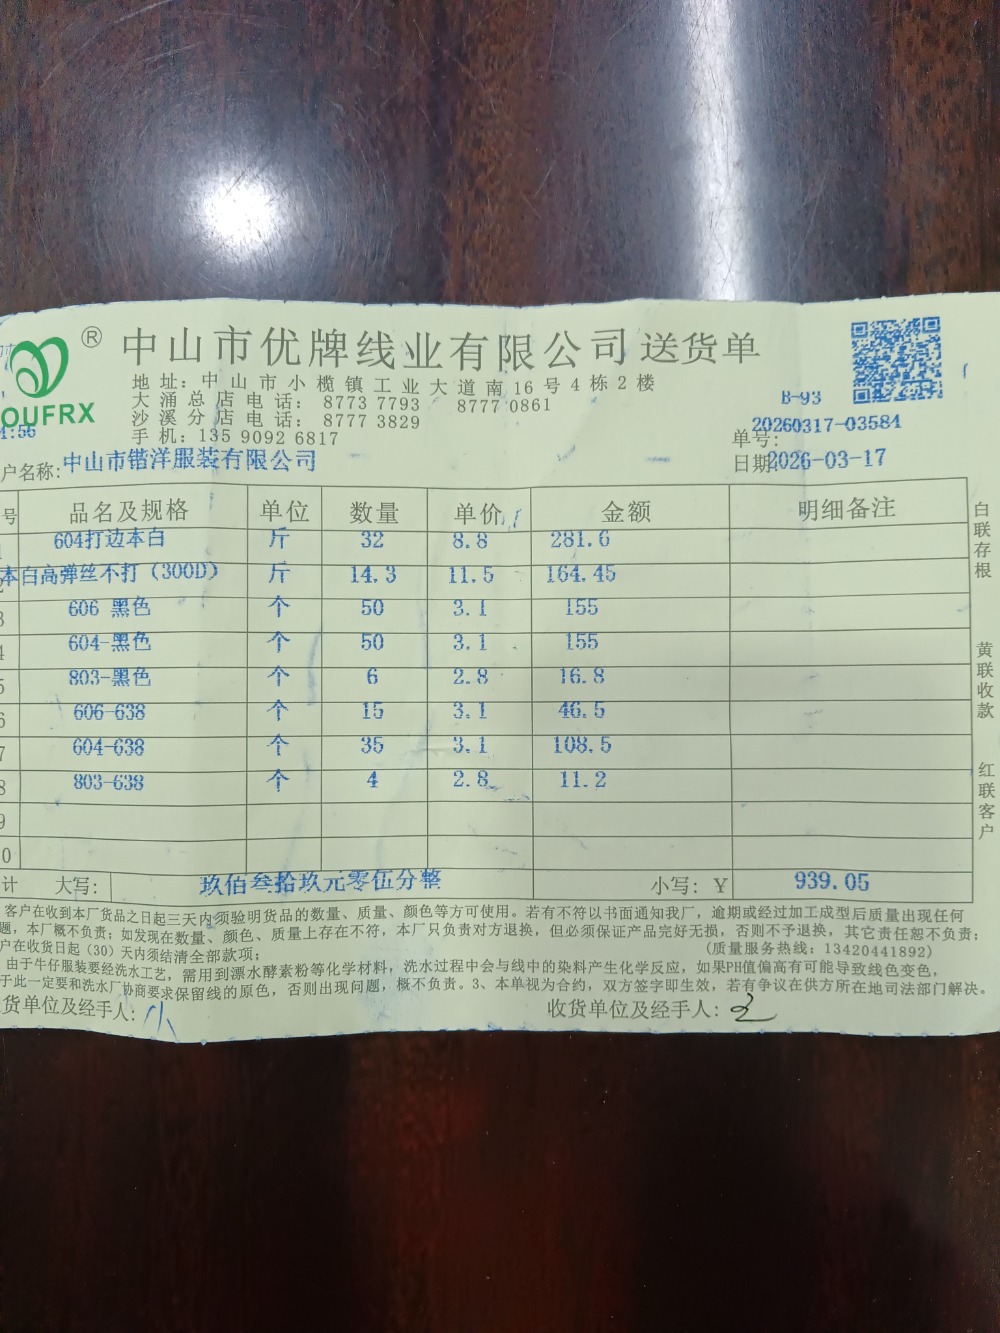 ® 中山市优牌线业有限公司送货单
OUFRX
地址：中山市小榄镇工业大道南16号4栋2楼
大涌总店电话：8773 7793 8777 0861
沙溪分店电话：8777 3829
手机：135 9092 6817
B-93
单号：20260317-03584
日期2026-03-17
4:56
户名称：中山市锴洋服装有限公司
号 品名及规格 单位 数量 单价 金额 明细备注
604打边本白 斤 32 8.8 281.6
本白高弹丝不打（300D） 斤 14.3 11.5 164.45
3 606 黑色 个 50 3.1 155
4 604-黑色 个 50 3.1 155
5 803-黑色 个 6 2.8 16.8
6 606-638 个 15 3.1 46.5
7 604-638 个 35 3.1 108.5
8 803-638 个 4 2.8 11.2
9
0
计 大写： 玖佰叁拾玖元零伍分整 小写：￥ 939.05
白联存根
黄联收款
红联客户
客户在收到本厂货品之日起三天内须验明货品的数量、质量、颜色等方可使用。若有不符以书面通知我厂，逾期或经过加工成型后质量出现任何
题，本厂概不负责；如发现在数量、颜色、质量上存在不符，本厂只负责对方退换，但必须保证产品完好无损，否则不予退换，其它责任恕不负责；
户在收货日起（30）天内须结清全部款项； （质量服务热线：13420441892）
由于牛仔服装要经洗水工艺，需用到漂水酵素粉等化学材料，洗水过程中会与线中的染料产生化学反应，如果PH值偏高有可能导致线色变色，
于此一定要和洗水厂协商要求保留线的原色，否则出现问题，概不负责。3、本单视为合约，双方签字即生效，若有争议在供方所在地司法部门解决。
货单位及经手人：小 收货单位及经手人：